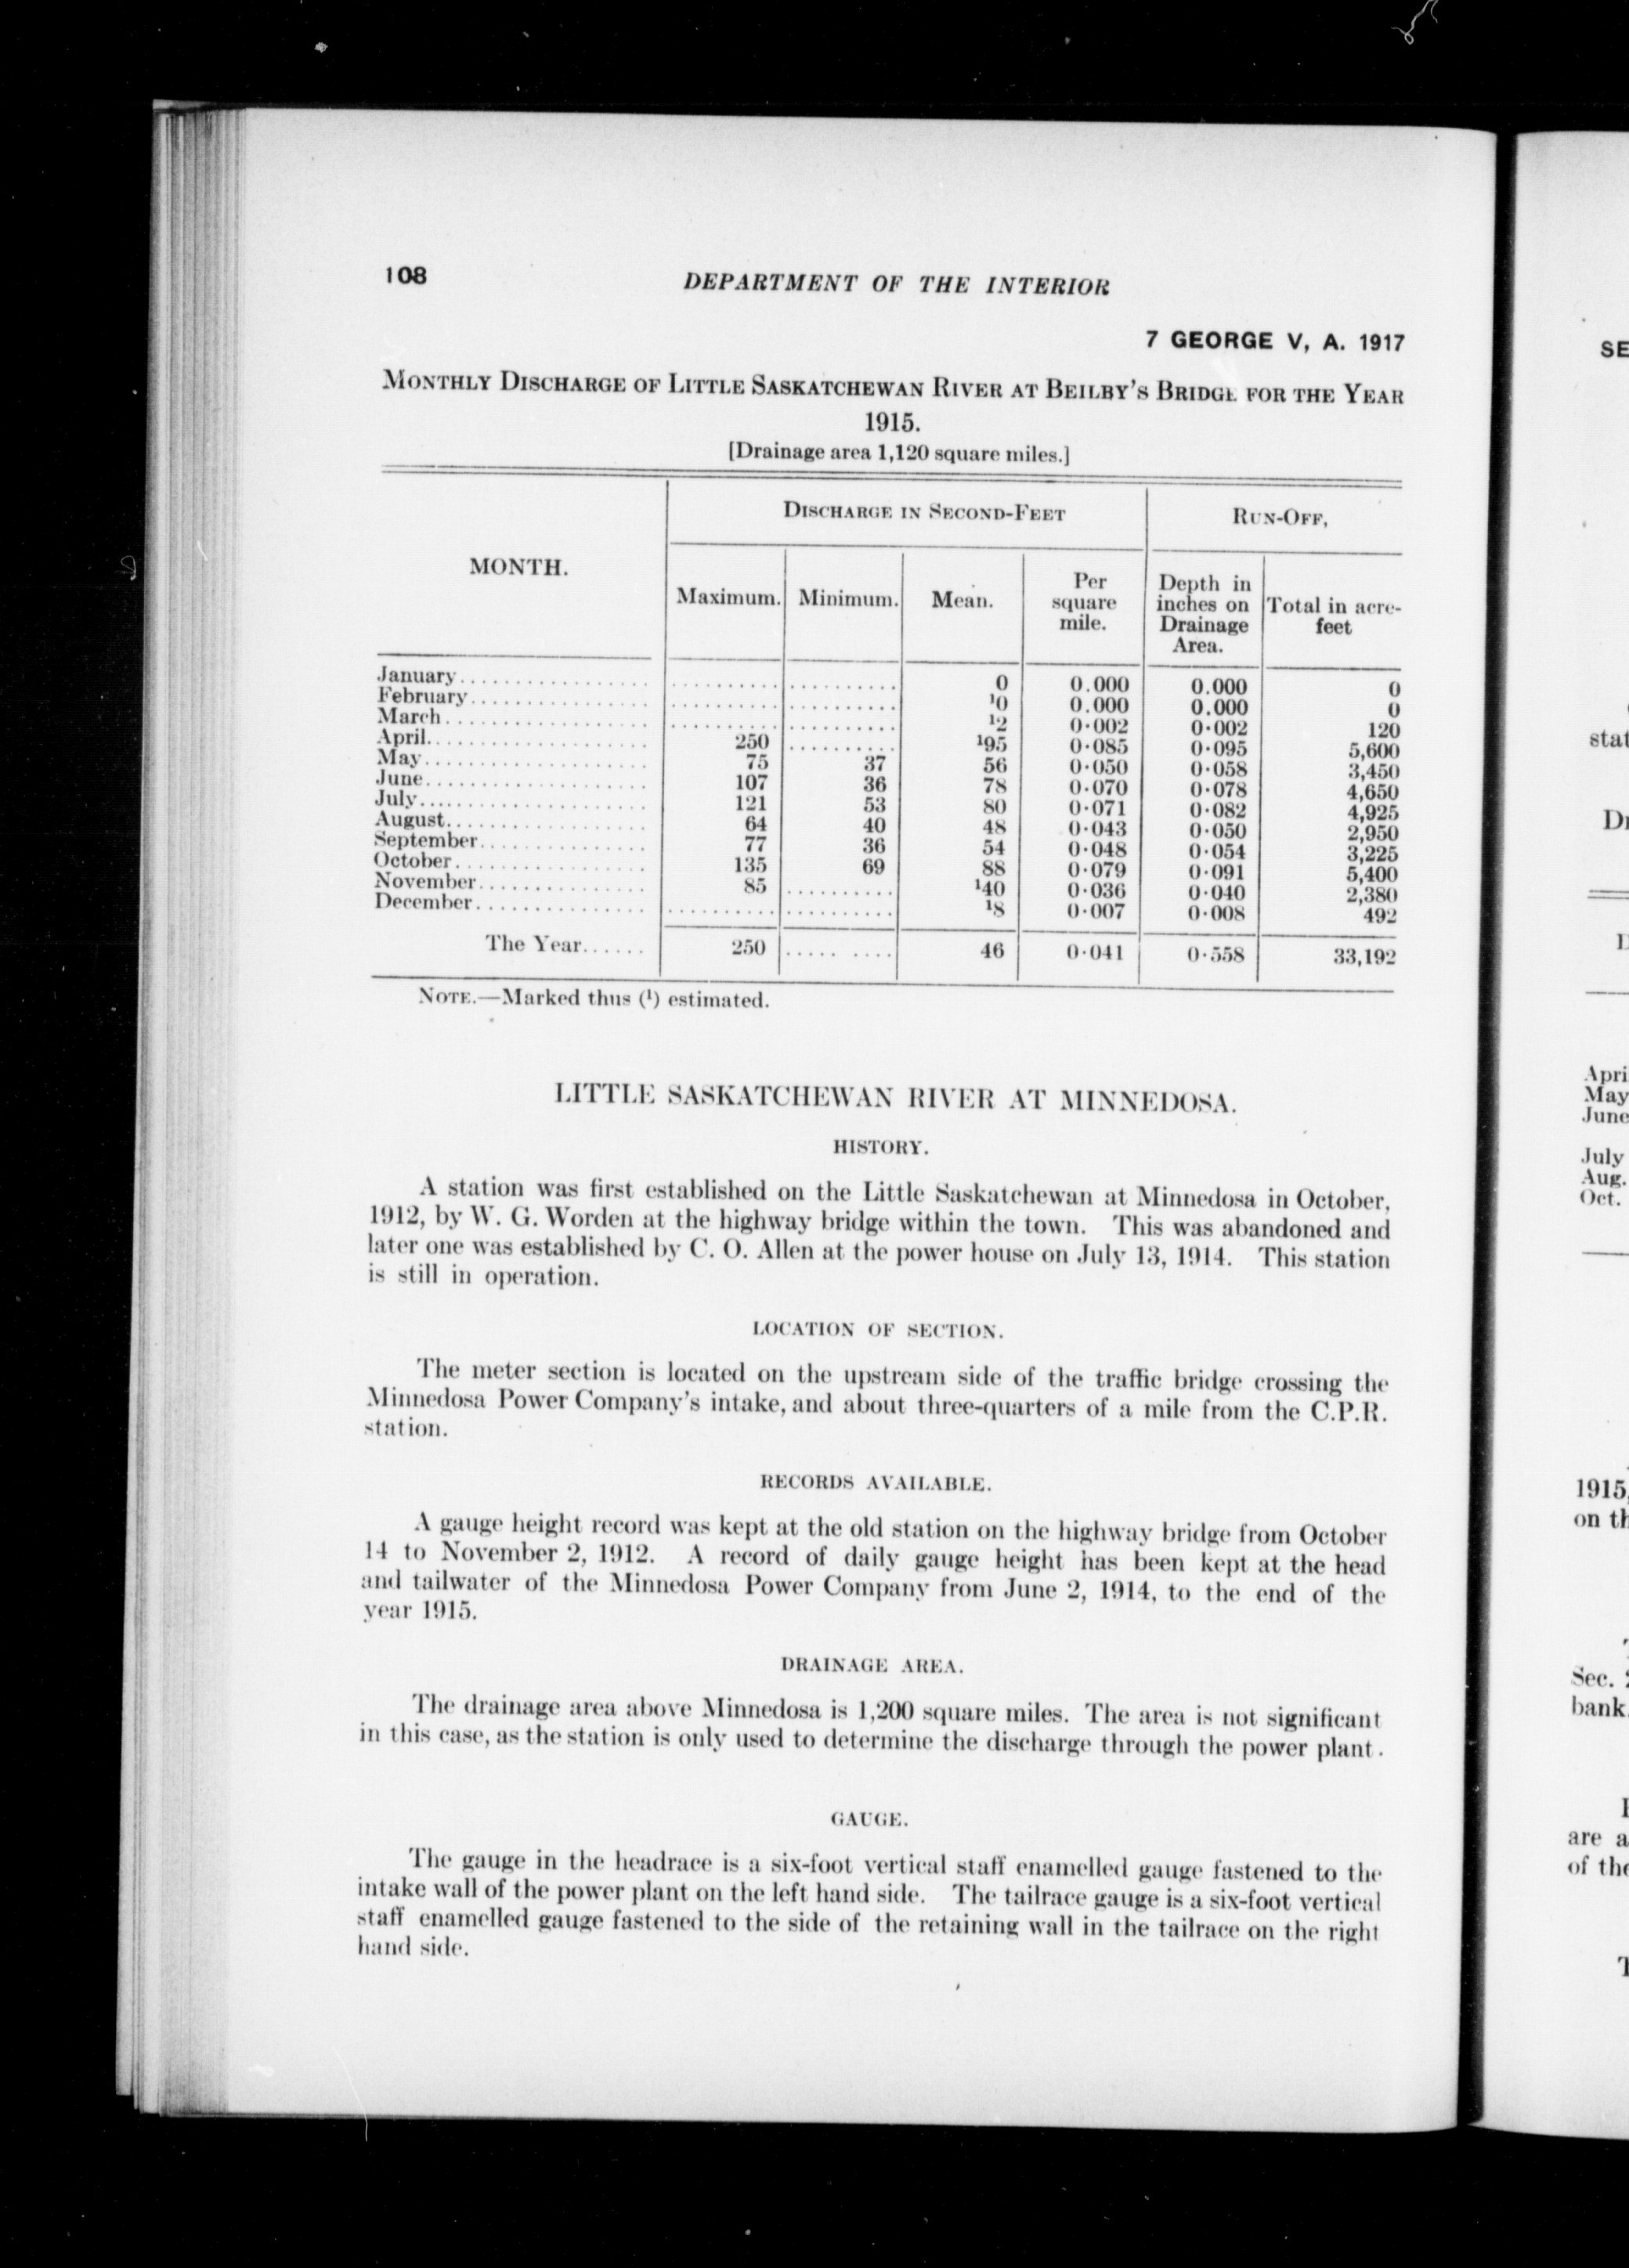 108
DEPARTMENT OF THE INTERIOR
7 GEORGE V, A. 1917
MONTHLY DISCHARGE OF LITTLE SASKATCHEWAN RIVER AT BEILBY'S BRIDGE FOR THE YEAR
1915.
[Drainage area 1,120 square miles.]
MONTH. DISCHARGE IN SECOND-FEET RUN-OFF,
Maximum. Minimum. Mean. Per square mile. Depth in inches on Drainage Area. Total in acre-feet
January.................. .......... .......... 0 0.000 0.000 0
February................. .......... .......... ¹0 0.000 0.000 0
March................... .......... .......... ¹2 0·002 0·002 120
April.................... 250 .......... ¹95 0·085 0·095 5,600
May..................... 75 37 56 0·050 0·058 3,450
June..................... 107 36 78 0·070 0·078 4,650
July..................... 121 53 80 0·071 0·082 4,925
August................... 64 40 48 0·043 0·050 2,950
September................ 77 36 54 0·048 0·054 3,225
October.................. 135 69 88 0·079 0·091 5,400
November................ 85 .......... ¹40 0·036 0·040 2,380
December................ .......... .......... ¹8 0·007 0·008 492
The Year...... 250 ..... .... 46 0·041 0·558 33,192
NOTE.—Marked thus (¹) estimated.
LITTLE SASKATCHEWAN RIVER AT MINNEDOSA.
HISTORY.
A station was first established on the Little Saskatchewan at Minnedosa in October,
1912, by W. G. Worden at the highway bridge within the town. This was abandoned and
later one was established by C. O. Allen at the power house on July 13, 1914. This station
is still in operation.
LOCATION OF SECTION.
The meter section is located on the upstream side of the traffic bridge crossing the
Minnedosa Power Company's intake, and about three-quarters of a mile from the C.P.R.
station.
RECORDS AVAILABLE.
A gauge height record was kept at the old station on the highway bridge from October
14 to November 2, 1912. A record of daily gauge height has been kept at the head
and tailwater of the Minnedosa Power Company from June 2, 1914, to the end of the
year 1915.
DRAINAGE AREA.
The drainage area above Minnedosa is 1,200 square miles. The area is not significant
in this case, as the station is only used to determine the discharge through the power plant.
GAUGE.
The gauge in the headrace is a six-foot vertical staff enamelled gauge fastened to the
intake wall of the power plant on the left hand side. The tailrace gauge is a six-foot vertical
staff enamelled gauge fastened to the side of the retaining wall in the tailrace on the right
hand side.
SE
May
June
July
Aug.
Oct.
1915,
Sec.
bank.
are a